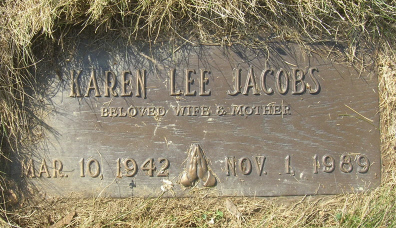 KAREN LEE JACOBS
BELOVED WIFE & MOTHER
MAR. 10, 1942 NOV. 1, 1989